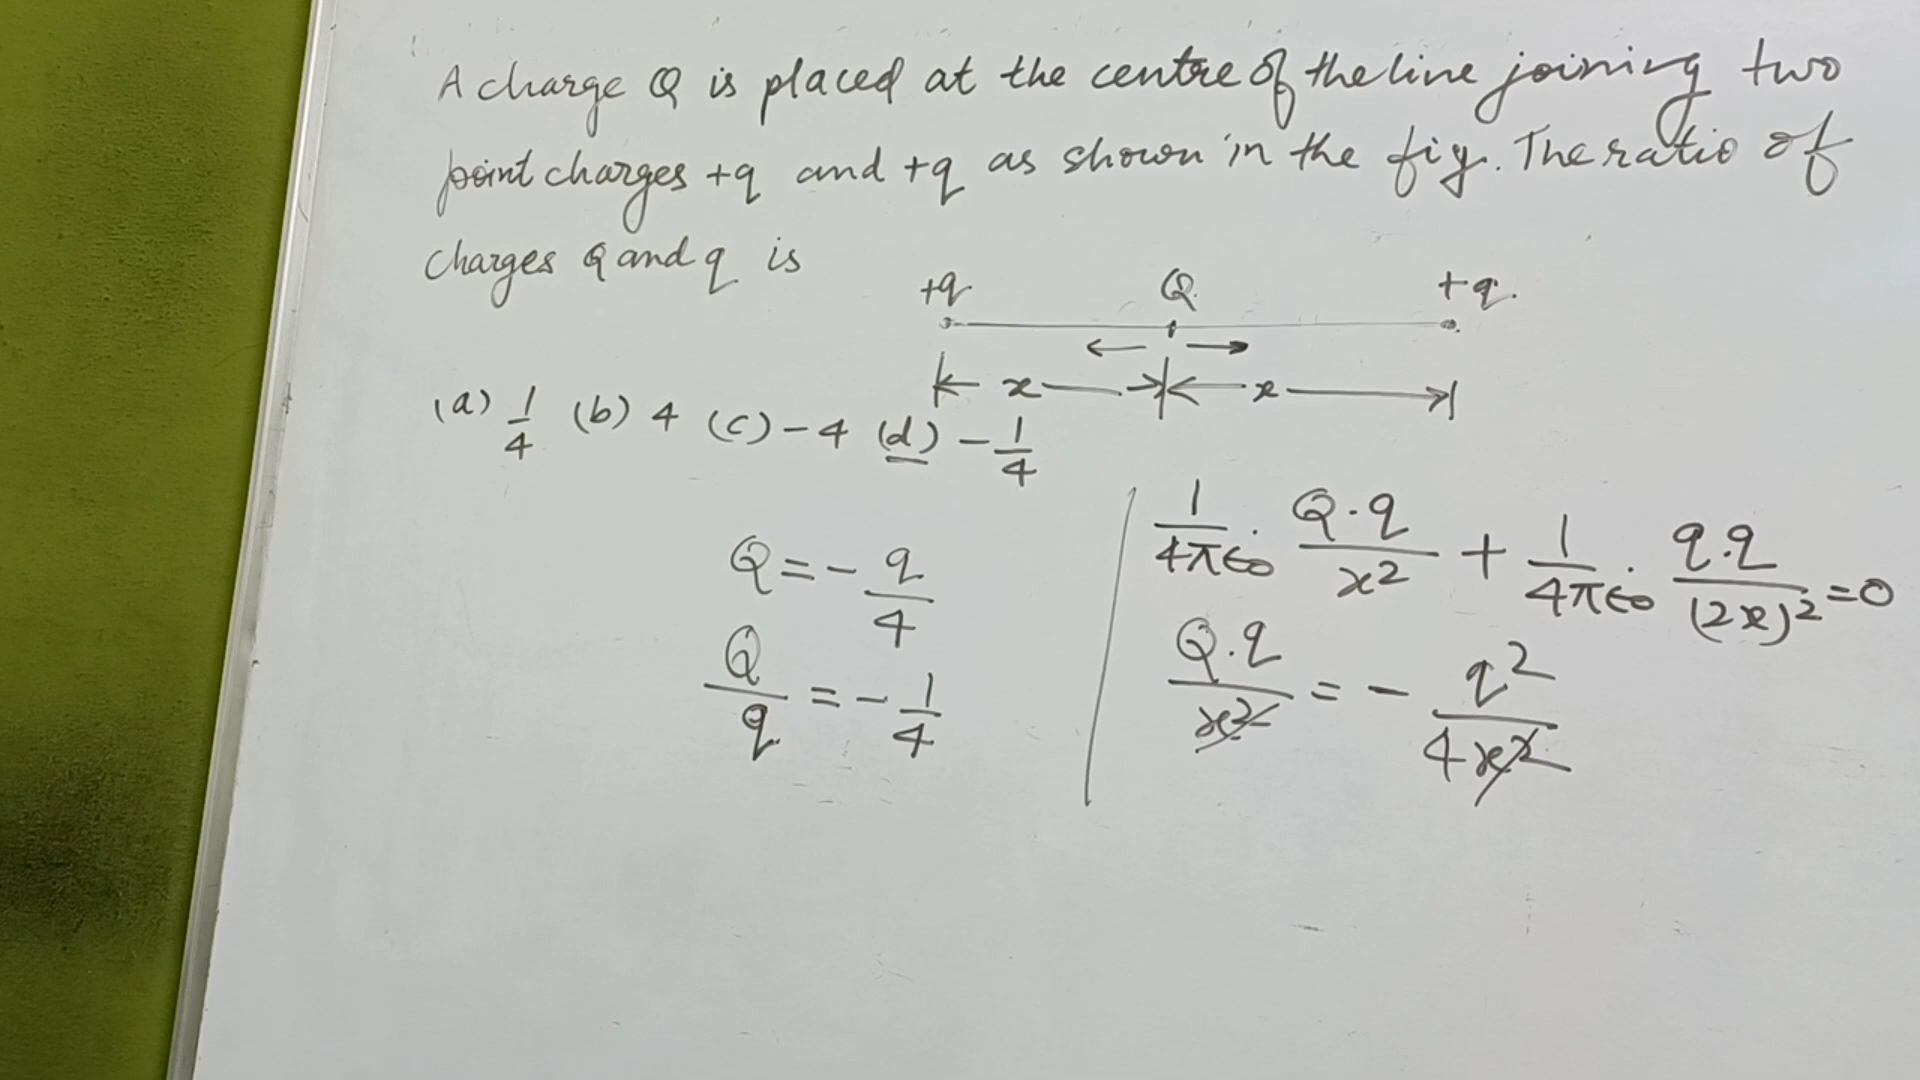 A charge Q is placed at the centre of the line joining two
point charges +q and +q as shown in the fig. The ratio of
charges Q and q is
+q Q +q.
x x
(a) 1/4 (b) 4 (c) -4 (d) -1/4
1/4πϵ₀ · Q·q/x² + 1/4πϵ₀ · q.q/(2x)² = 0
Q.q/x² = - q²/4x²
Q = - q/4
Q/q = - 1/4